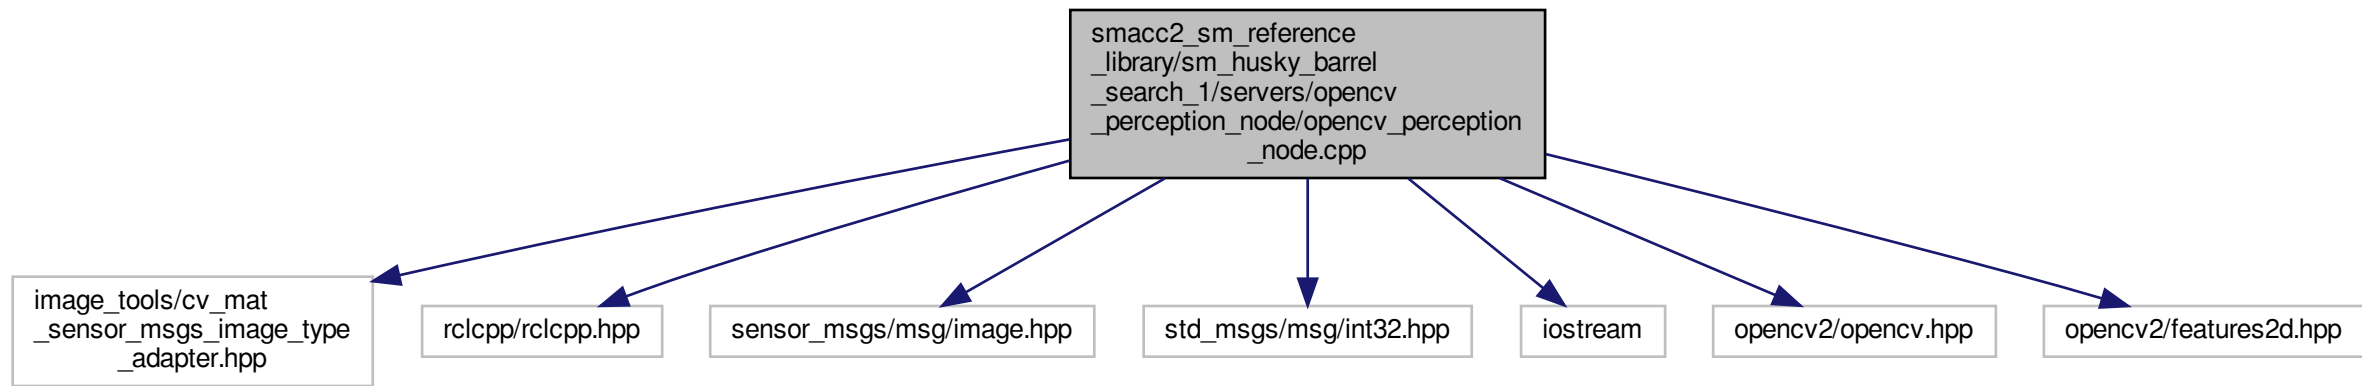 smacc2_sm_reference
_library/sm_husky_barrel
_search_1/servers/opencv
_perception_node/opencv_perception
_node.cpp
image_tools/cv_mat
_sensor_msgs_image_type
_adapter.hpp
rclcpp/rclcpp.hpp
sensor_msgs/msg/image.hpp
std_msgs/msg/int32.hpp
iostream
opencv2/opencv.hpp
opencv2/features2d.hpp